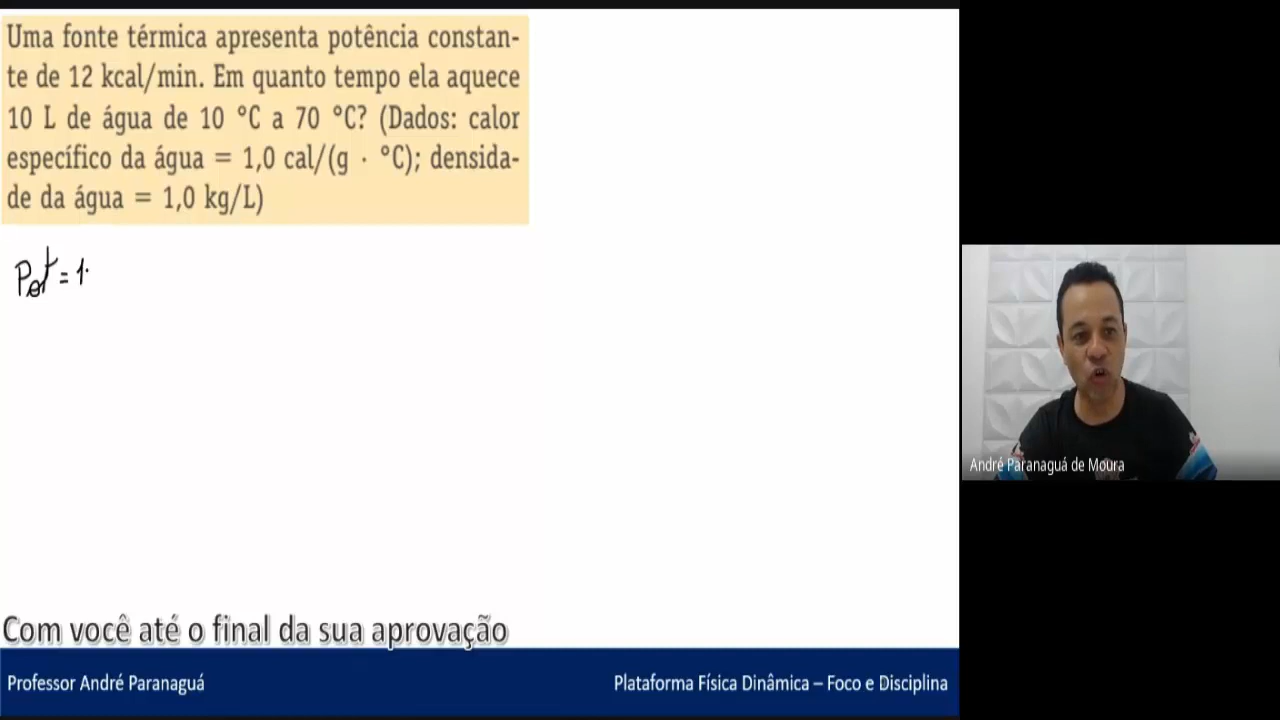 Uma fonte térmica apresenta potência constan-
te de 12 kcal/min. Em quanto tempo ela aquece
10 L de água de 10 °C a 70 °C? (Dados: calor
específico da água = 1,0 cal/(g · °C); densida-
de da água = 1,0 kg/L)
Pot = 1
André Paranaguá de Moura
Com você até o final da sua aprovação
Professor André Paranaguá
Plataforma Física Dinâmica – Foco e Disciplina